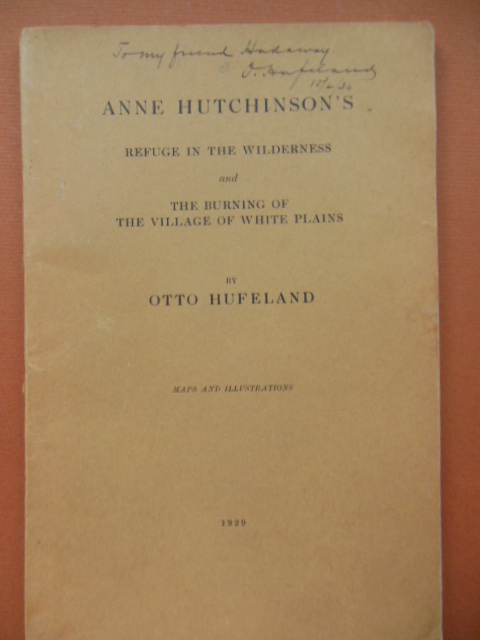 To my friend Hadaway.
O. Hufeland
ANNE HUTCHINSON'S
REFUGE IN THE WILDERNESS
and
THE BURNING OF
THE VILLAGE OF WHITE PLAINS
BY
OTTO HUFELAND
MAPS AND ILLUSTRATIONS
1929